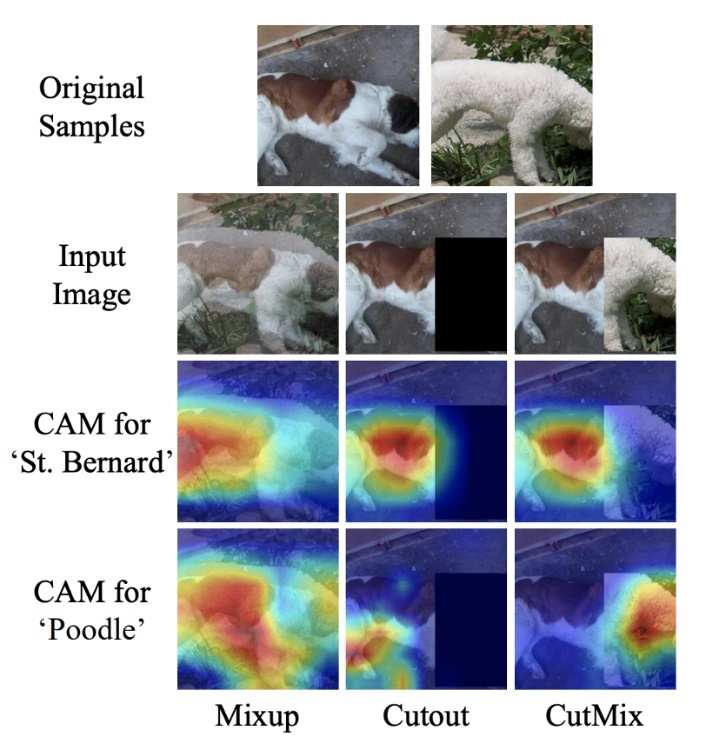 Original
Samples
Input
Image
CAM for
‘St. Bernard’
CAM for
‘Poodle’
Mixup Cutout CutMix